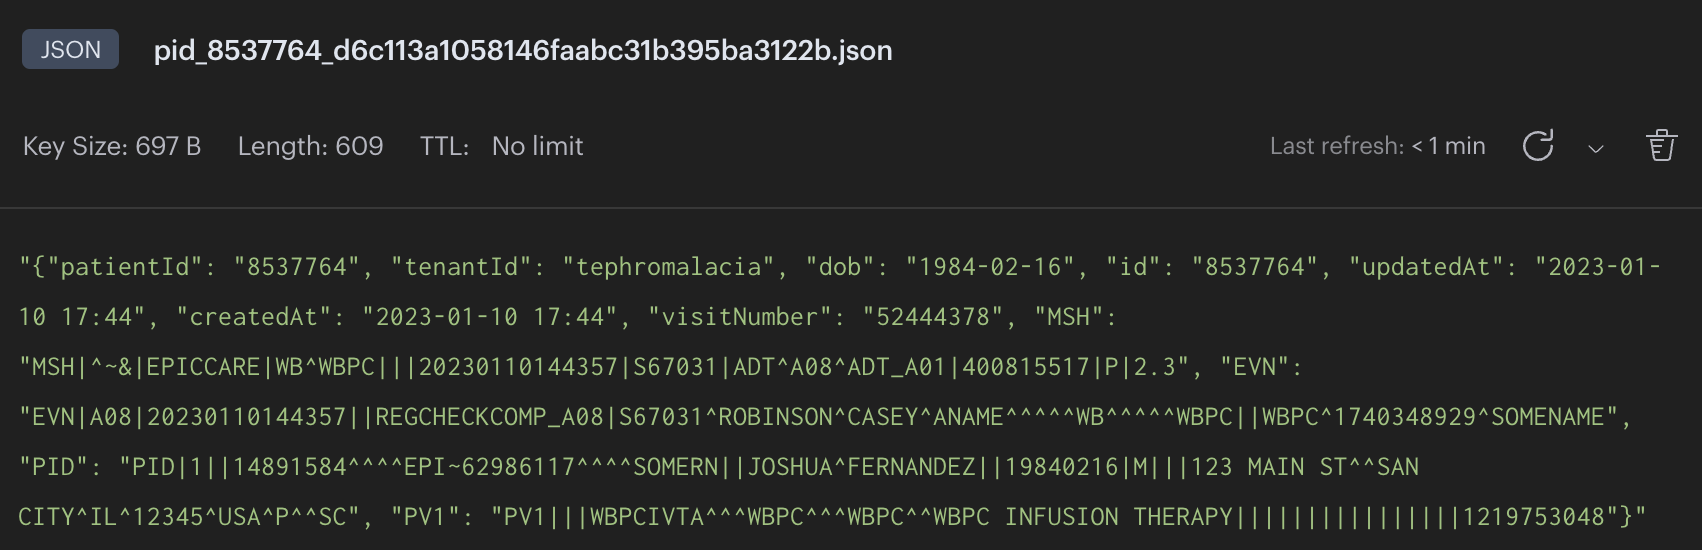 JSON pid_8537764_d6c113a1058146faabc31b395ba3122b.json
Key Size: 697 B Length: 609 TTL: No limit Last refresh: < 1 min
"{"patientId": "8537764", "tenantId": "tephromalacia", "dob": "1984-02-16", "id": "8537764", "updatedAt": "2023-01-
10 17:44", "createdAt": "2023-01-10 17:44", "visitNumber": "52444378", "MSH":
"MSH|^~&|EPICCARE|WB^WBPC|||20230110144357|S67031|ADT^A08^ADT_A01|400815517|P|2.3", "EVN":
"EVN|A08|20230110144357||REGCHECKCOMP_A08|S67031^ROBINSON^CASEY^ANAME^^^^^WB^^^^^WBPC||WBPC^1740348929^SOMENAME",
"PID": "PID|1||14891584^^^^EPI~62986117^^^^SOMERN||JOSHUA^FERNANDEZ||19840216|M|||123 MAIN ST^^SAN
CITY^IL^12345^USA^P^^SC", "PV1": "PV1|||WBPCIVTA^^^WBPC^^^WBPC^^WBPC INFUSION THERAPY||||||||||||||||1219753048"}"